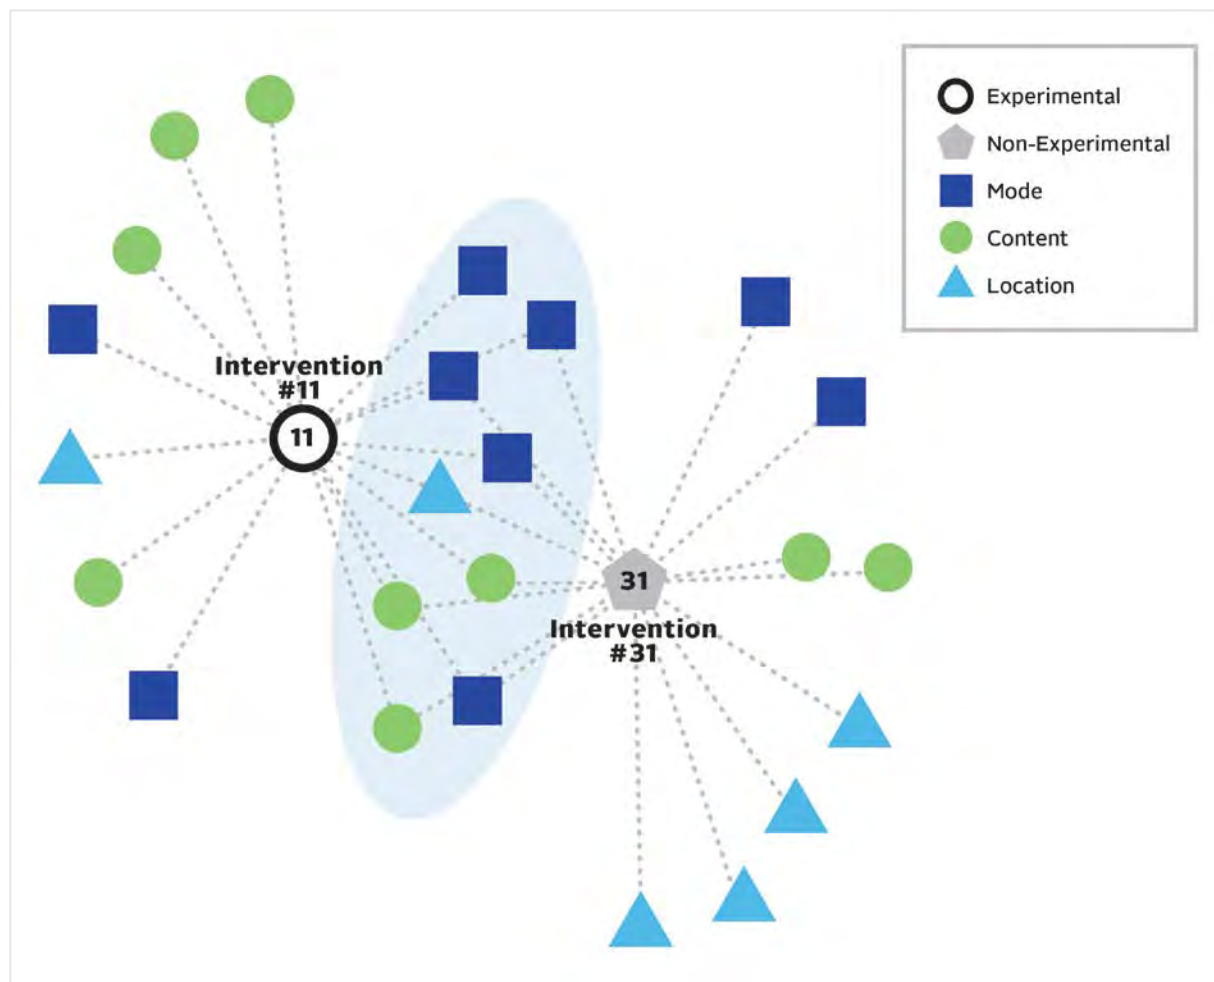 Experimental
Non-Experimental
Mode
Content
Location
Intervention
#11
11
31
Intervention
#31